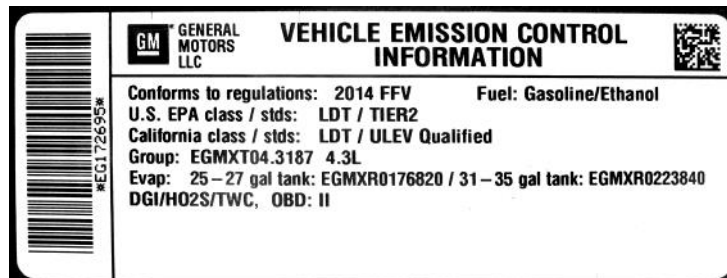 *EG172695*
GM
GENERAL
MOTORS
LLC
VEHICLE EMISSION CONTROL
INFORMATION
Conforms to regulations: 2014 FFV Fuel: Gasoline/Ethanol
U.S. EPA class / stds: LDT / TIER2
California class / stds: LDT / ULEV Qualified
Group: EGMXT04.3187 4.3L
Evap: 25–27 gal tank: EGMXR0176820 / 31–35 gal tank: EGMXR0223840
DGI/HO2S/TWC, OBD: II